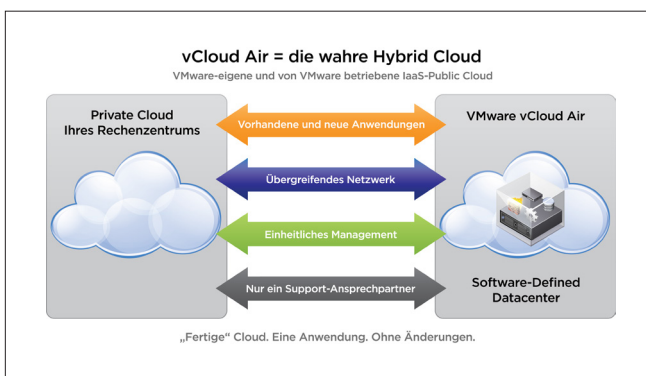 vCloud Air = die wahre Hybrid Cloud
VMware-eigene und von VMware betriebene IaaS-Public Cloud
Private Cloud
Ihres Rechenzentrums
Vorhandene und neue Anwendungen
VMware vCloud Air
Übergreifendes Netzwerk
Einheitliches Management
Nur ein Support-Ansprechpartner
Software-Defined
Datacenter
„Fertige“ Cloud. Eine Anwendung. Ohne Änderungen.